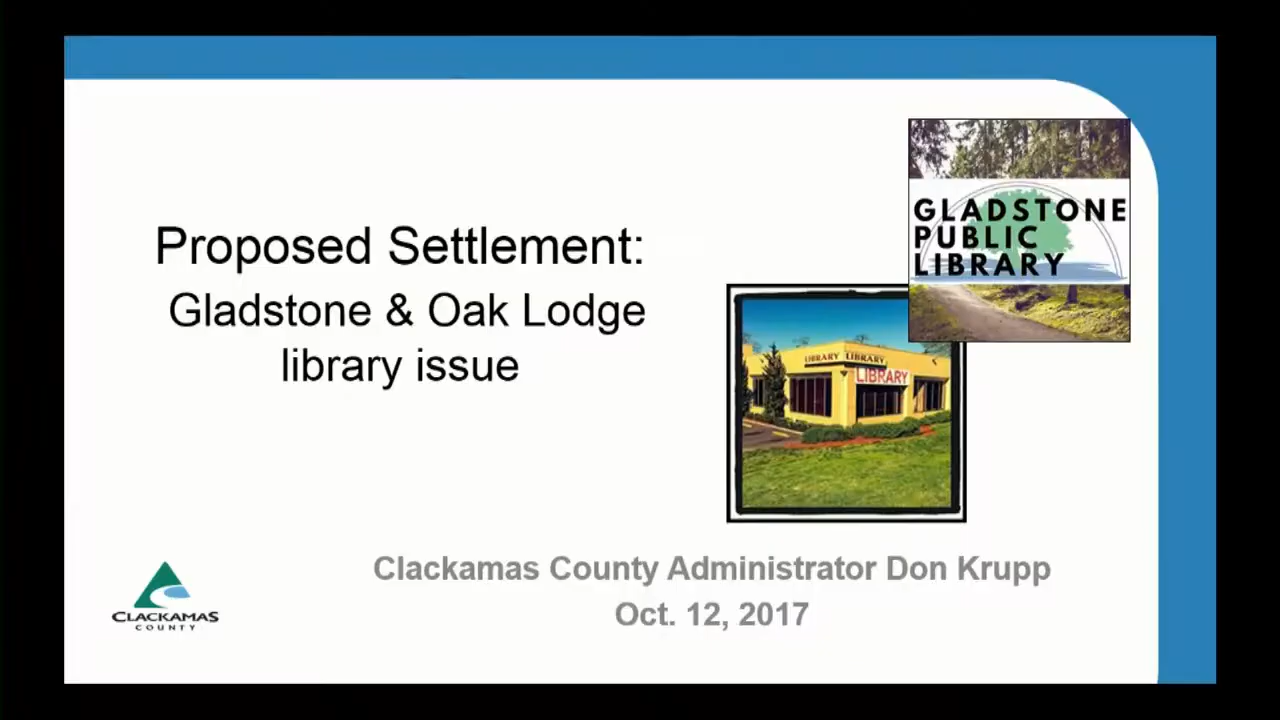 Proposed Settlement:
Gladstone & Oak Lodge
library issue
GLADSTONE
PUBLIC
LIBRARY
LIBRARY LIBRARY
LIBRARY
Clackamas County Administrator Don Krupp
Oct. 12, 2017
CLACKAMAS
COUNTY